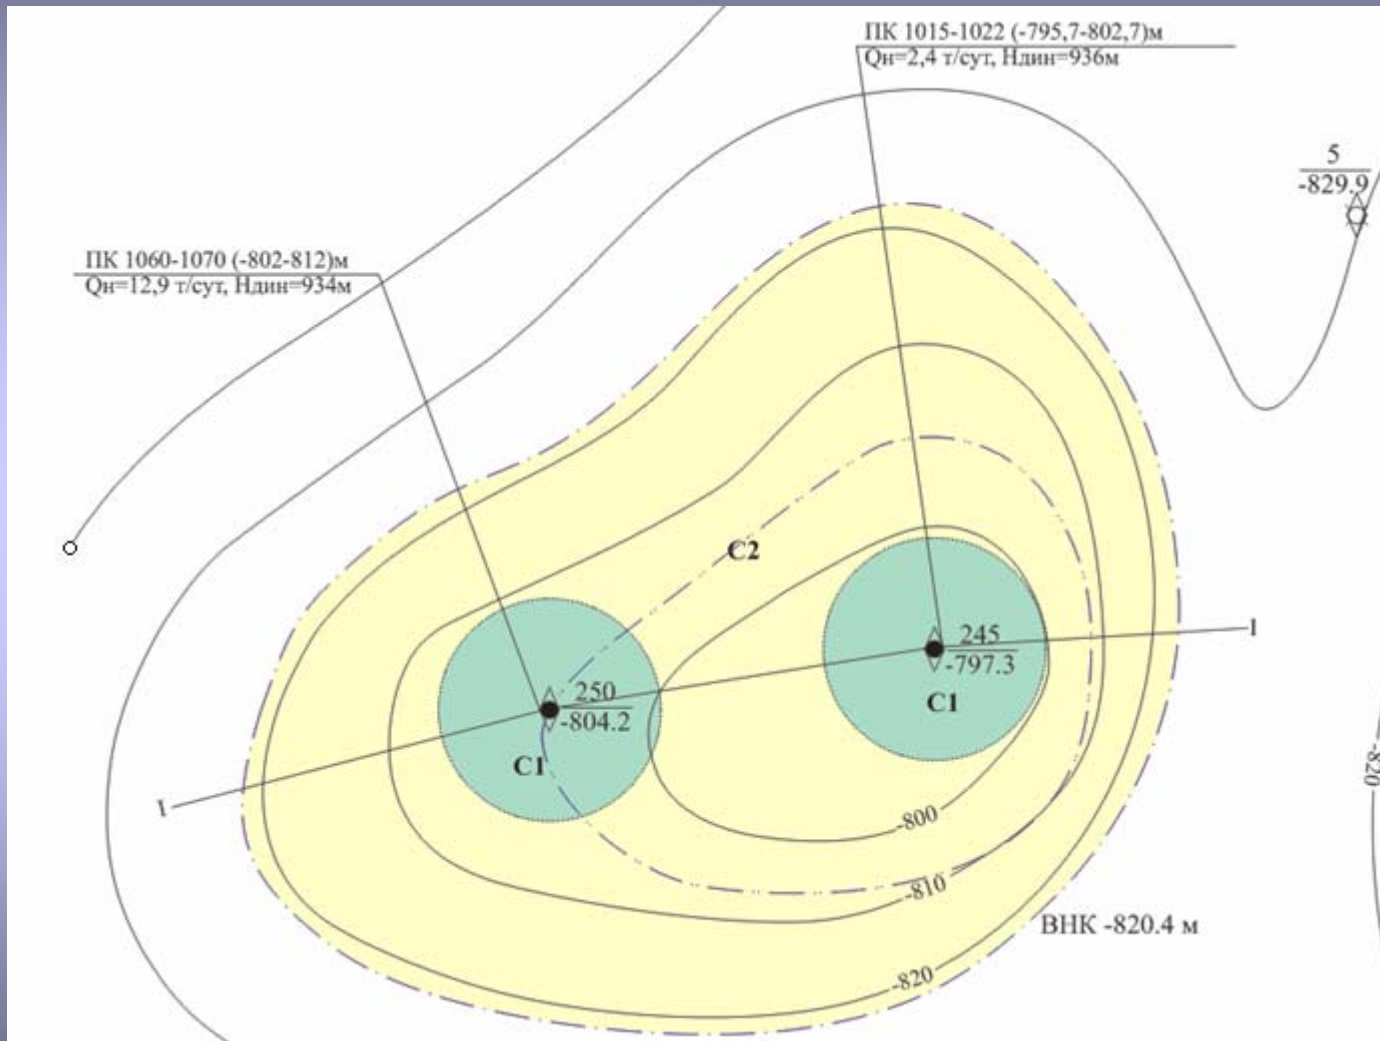 ПК 1015-1022 (-795,7-802,7)м
Qн=2,4 т/сут, Hдин=936м
5
-829.9
ПК 1060-1070 (-802-812)м
Qн=12,9 т/сут, Hдин=934м
C2
245
-797.3
I
C1
250
-804.2
C1
I
-820
-800
-810
ВНК -820.4 м
-820